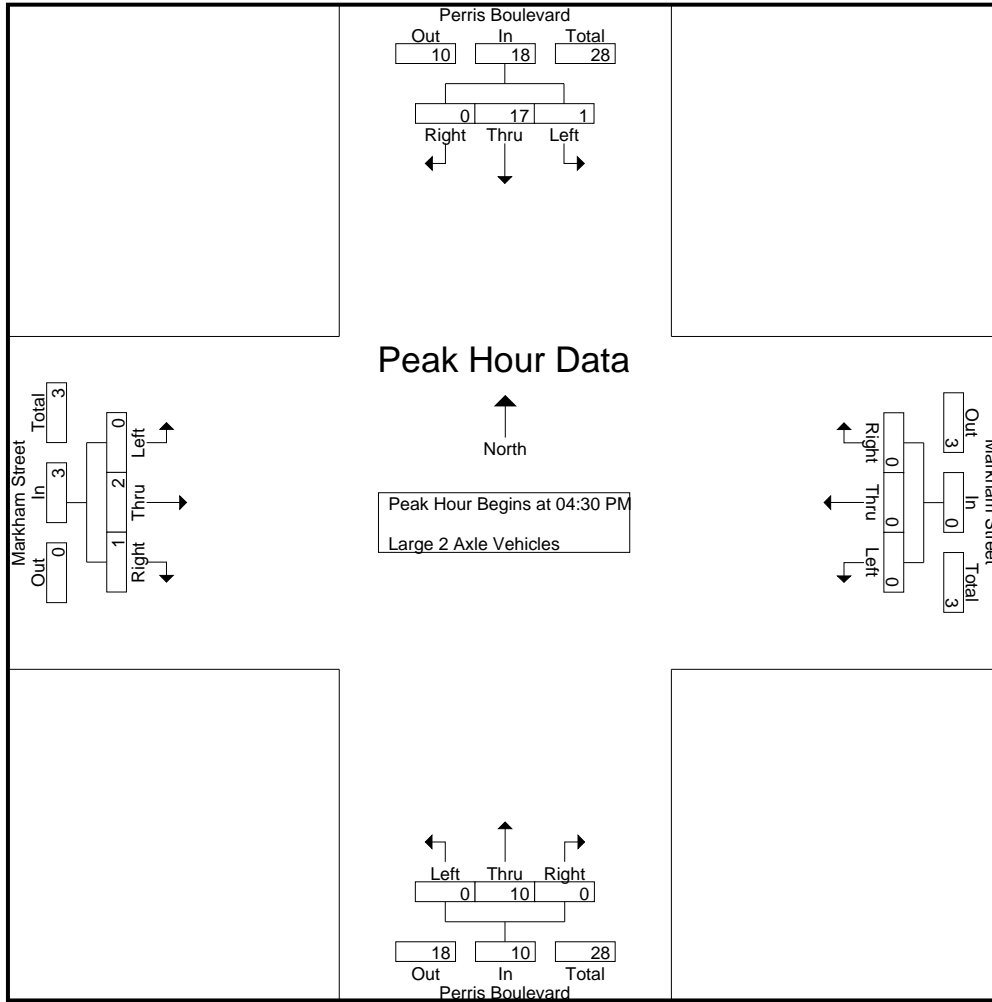 Perris Boulevard
Out In Total
10 18 28
0 17 1
Right Thru Left
Peak Hour Data
North
Peak Hour Begins at 04:30 PM
Large 2 Axle Vehicles
Markham Street
Out In Total
0 3 3
1 2 0
Right Thru Left
Markham Street
Out In Total
3 0 3
0 0 0
Right Thru Left
Left Thru Right
0 10 0
18 10 28
Out In Total
Perris Boulevard